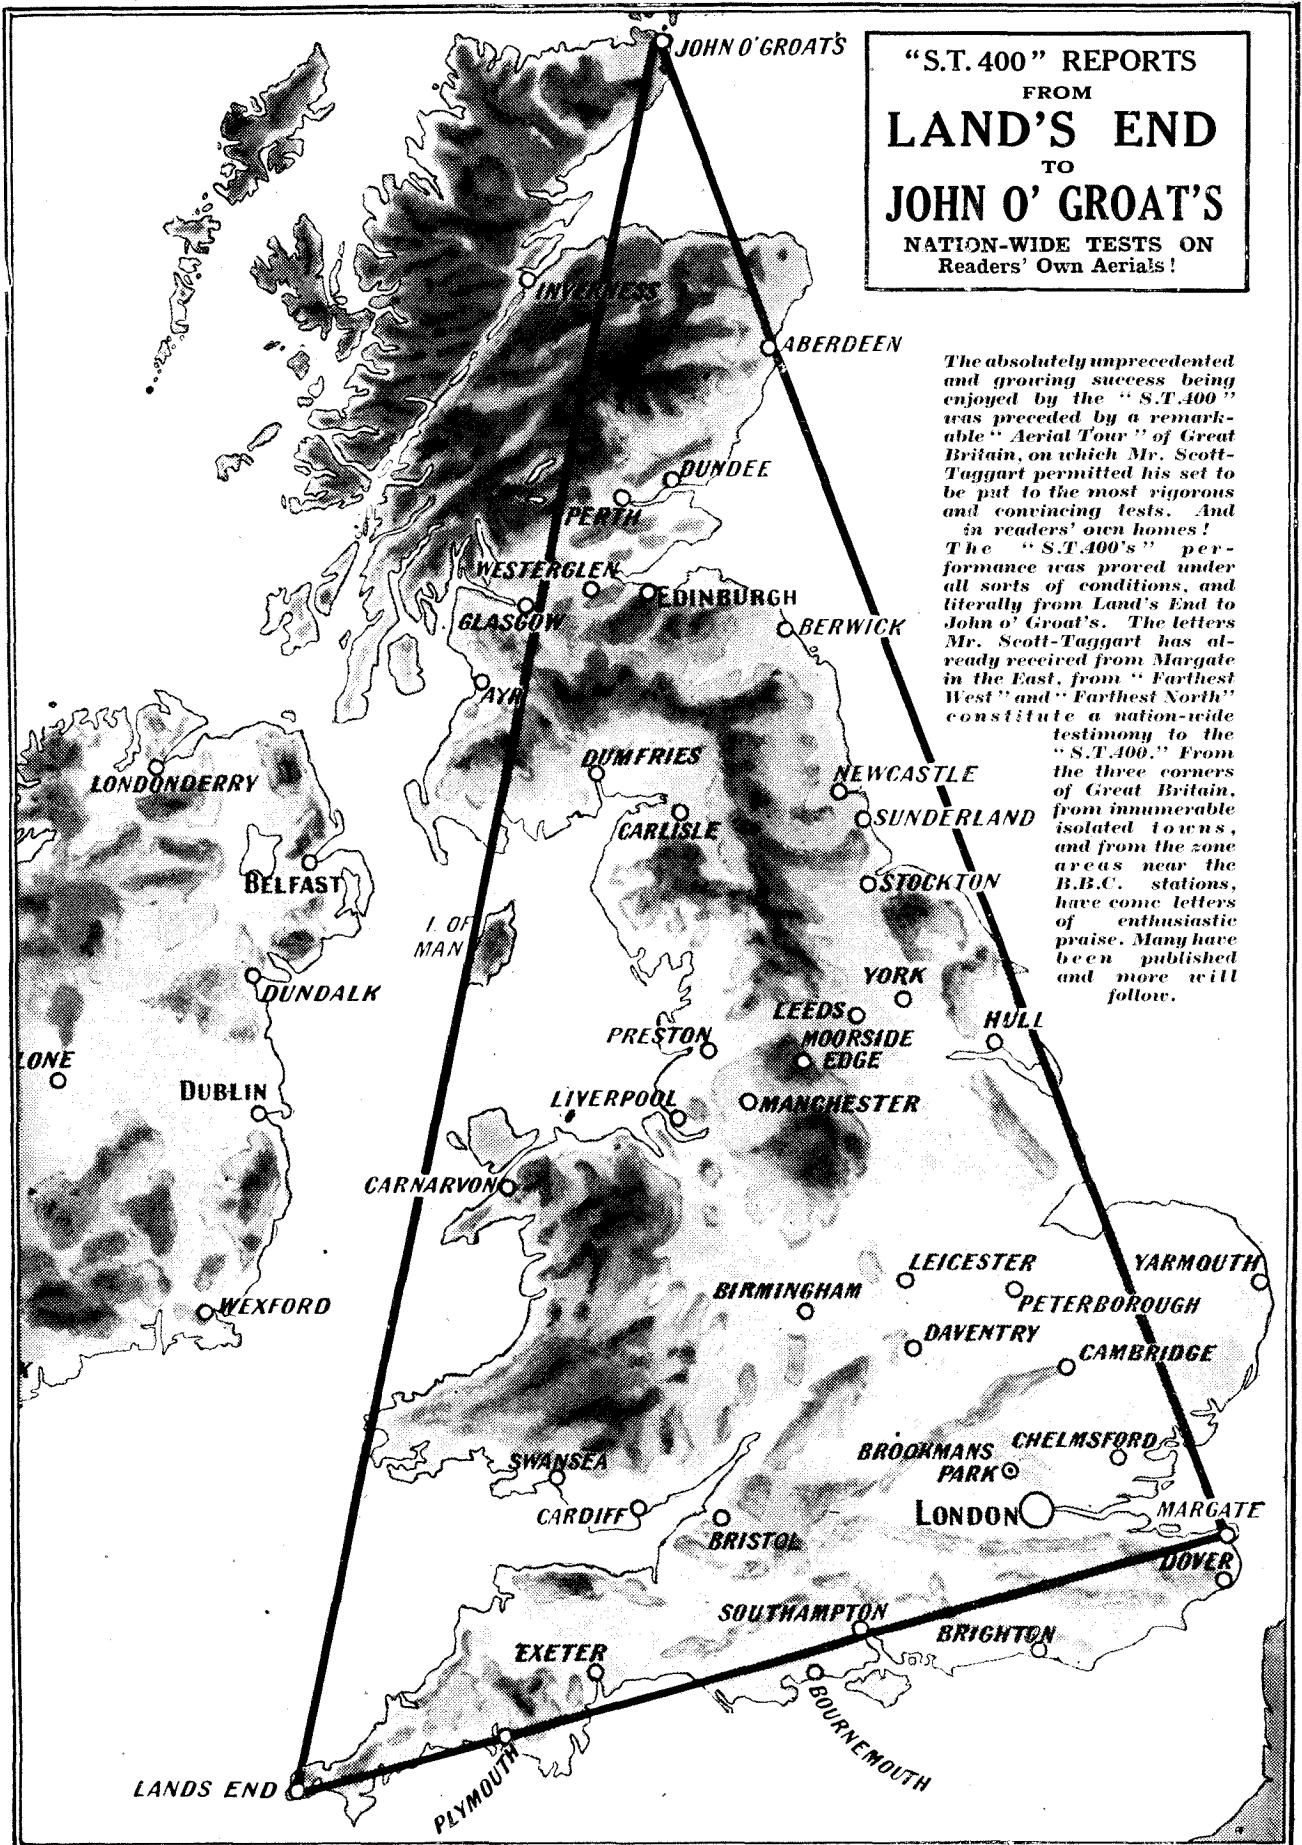 "S.T. 400" REPORTS
FROM
LAND'S END
TO
JOHN O' GROAT'S
NATION-WIDE TESTS ON
Readers' Own Aerials!
The absolutely unprecedented
and growing success being
enjoyed by the "S.T.400"
was preceded by a remark-
able "Aerial Tour" of Great
Britain, on which Mr. Scott-
Taggart permitted his set to
be put to the most rigorous
and convincing tests. And
in readers' own homes!
The "S.T.400's" per-
formance was proved under
all sorts of conditions, and
literally from Land's End to
John o' Groat's. The letters
Mr. Scott-Taggart has al-
ready received from Margate
in the East, from "Farthest
West" and "Farthest North"
constitute a nation-wide
testimony to the
"S.T.400." From
the three corners
of Great Britain,
from innumerable
isolated towns,
and from the zone
areas near the
B.B.C. stations,
have come letters
of enthusiastic
praise. Many have
been published
and more will
follow.
JOHN O'GROATS
INVERNESS
ABERDEEN
DUNDEE
PERTH
WESTERGLEN
EDINBURGH
GLASGOW
BERWICK
AYR
DUMFRIES
LONDONDERRY
NEWCASTLE
CARLISLE
SUNDERLAND
BELFAST
STOCKTON
I. OF
MAN
YORK
DUNDALK
LEEDS
HULL
PRESTON
MOORSIDE
EDGE
LONE
DUBLIN
LIVERPOOL
MANCHESTER
CARNARVON
LEICESTER
YARMOUTH
BIRMINGHAM
PETERBOROUGH
WEXFORD
DAVENTRY
CAMBRIDGE
K
CHELMSFORD
BROOKMANS
PARK
SWANSEA
CARDIFF
LONDON
MARGATE
BRISTOL
DOVER
SOUTHAMPTON
BRIGHTON
EXETER
BOURNEMOUTH
PLYMOUTH
LANDS END